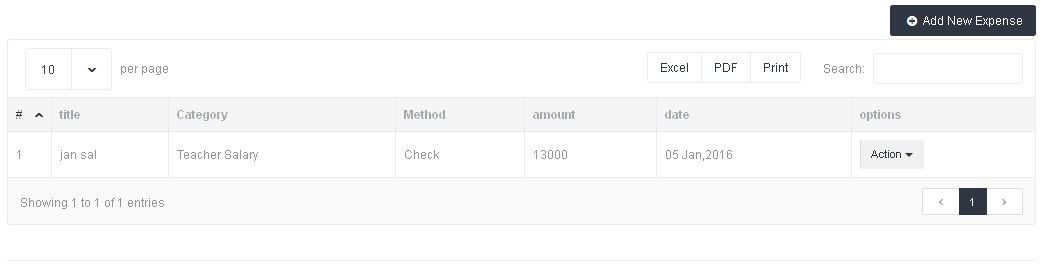 Add New Expense
10 per page Excel PDF Print Search:
# title Category Method amount date options
1 jan sal Teacher Salary Check 13000 05 Jan,2016 Action
Showing 1 to 1 of 1 entries 1